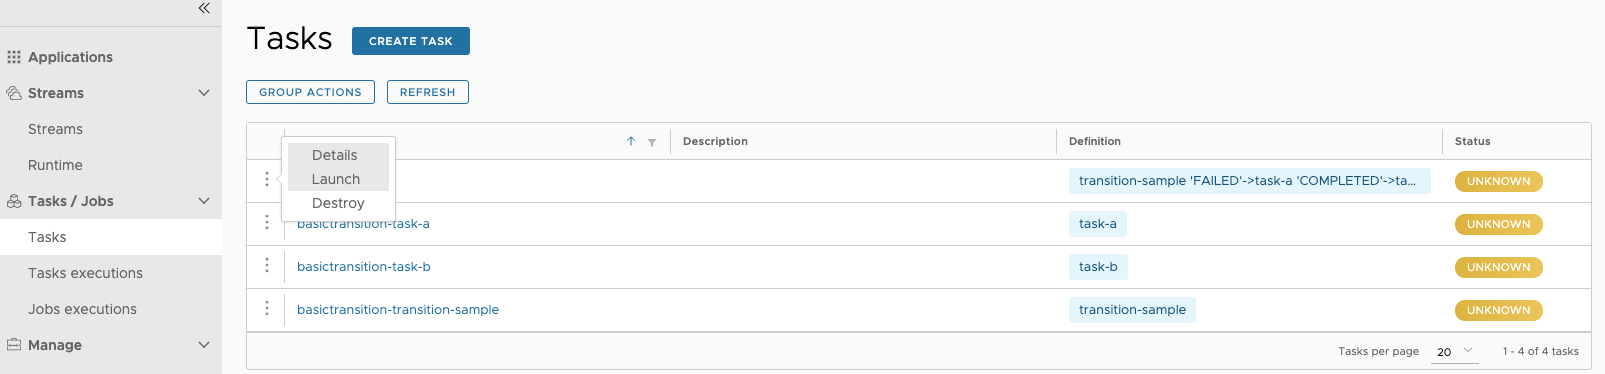 Applications
Streams
Streams
Runtime
Tasks / Jobs
Tasks
Tasks executions
Jobs executions
Manage
Tasks
CREATE TASK
GROUP ACTIONS
REFRESH
Description
Definition
Status
Details
Launch
Destroy
transition-sample 'FAILED'->task-a 'COMPLETED'->ta...
UNKNOWN
basictransition-task-a
task-a
UNKNOWN
basictransition-task-b
task-b
UNKNOWN
basictransition-transition-sample
transition-sample
UNKNOWN
Tasks per page
20
1 - 4 of 4 tasks